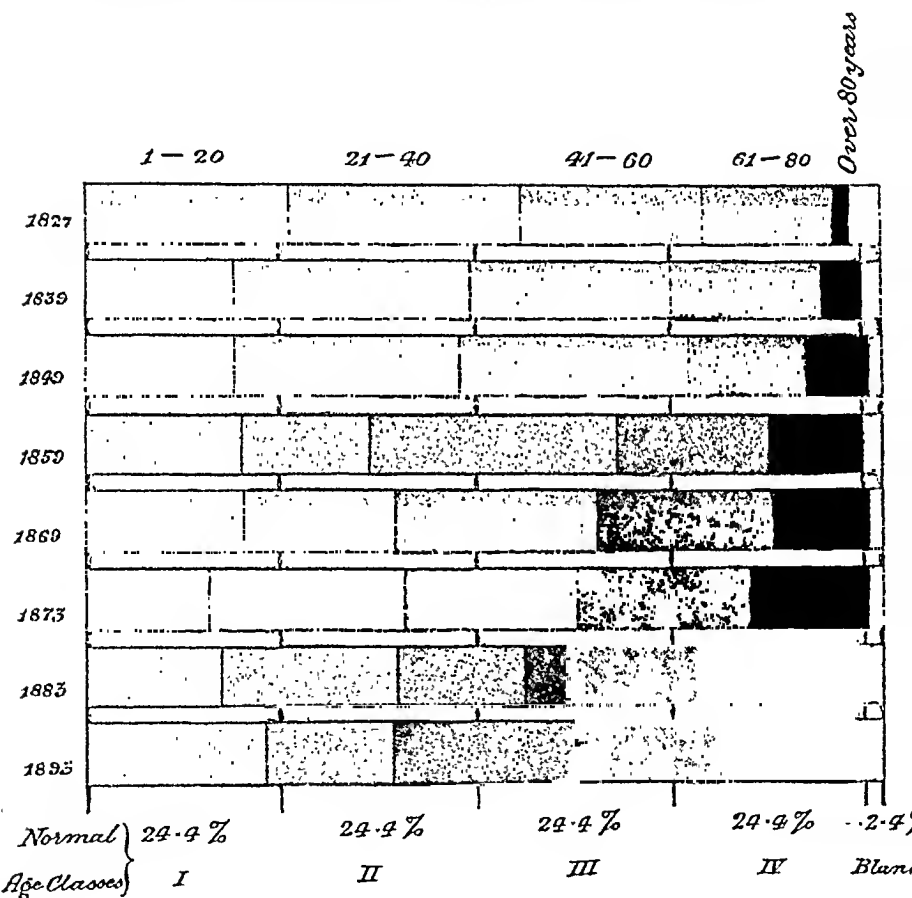 Over 80 years
1-20 21-40 41-60 61-80
1827
1839
1849
1859
1869
1873
1883
1893
Normal 24.4% 24.4% 24.4% 24.4% 2.4%
Age Classes I II III IV Blan